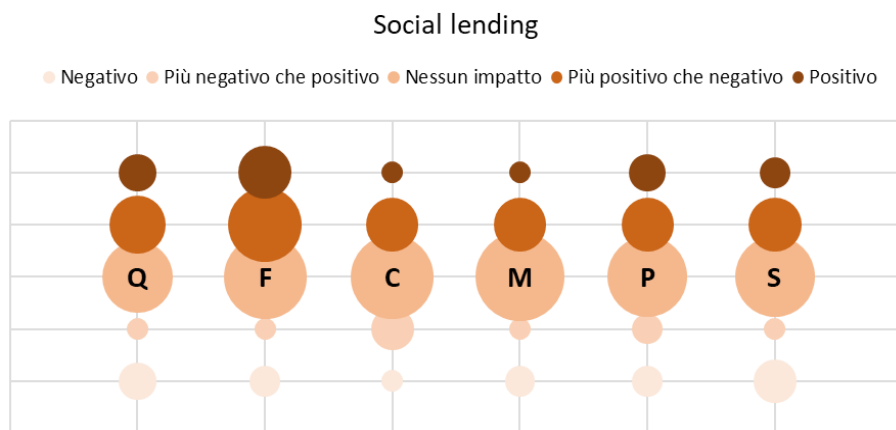 Social lending
Negativo Più negativo che positivo Nessun impatto Più positivo che negativo Positivo
Q F C M P S